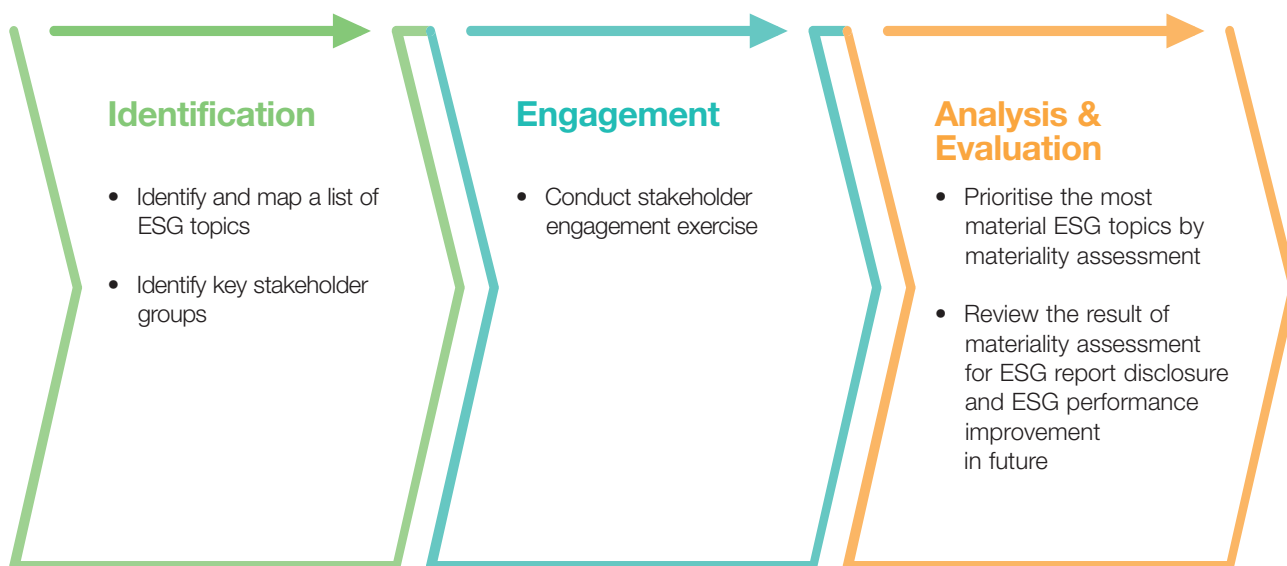 Identification
• Identify and map a list of
ESG topics
• Identify key stakeholder
groups
Engagement
• Conduct stakeholder
engagement exercise
Analysis &
Evaluation
• Prioritise the most
material ESG topics by
materiality assessment
• Review the result of
materiality assessment
for ESG report disclosure
and ESG performance
improvement
in future